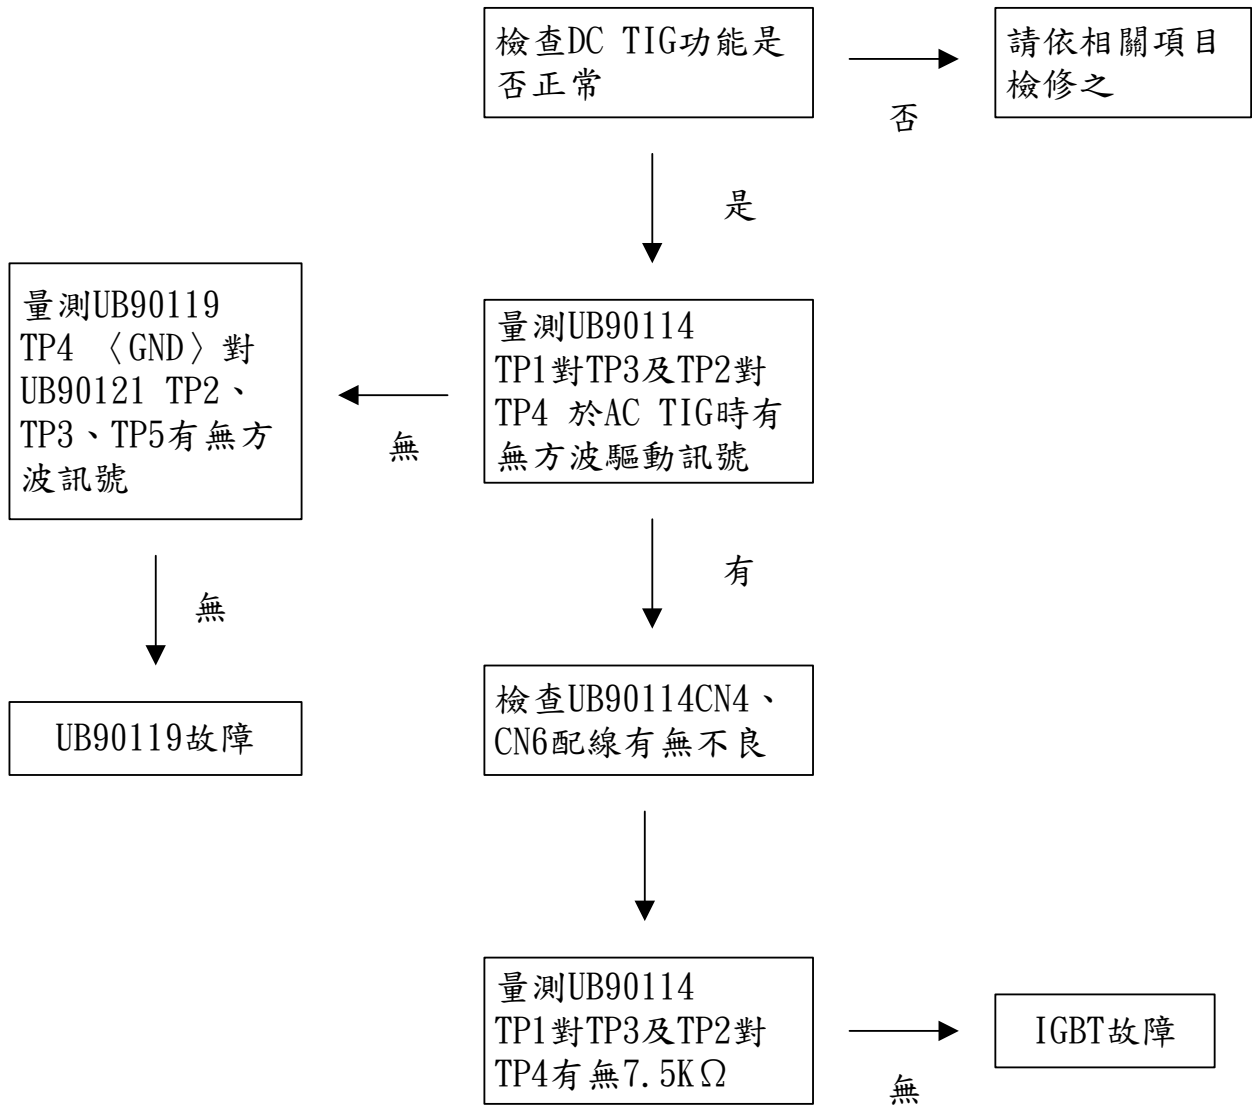 檢查DC TIG功能是
否正常
請依相關項目
檢修之
否
是
量測UB90119
TP4 〈GND〉對
UB90121 TP2、
TP3、TP5有無方
波訊號
量測UB90114
TP1對TP3及TP2對
TP4 於AC TIG時有
無方波驅動訊號
無
無
有
UB90119故障
檢查UB90114CN4、
CN6配線有無不良
量測UB90114
TP1對TP3及TP2對
TP4有無7.5KΩ
IGBT故障
無